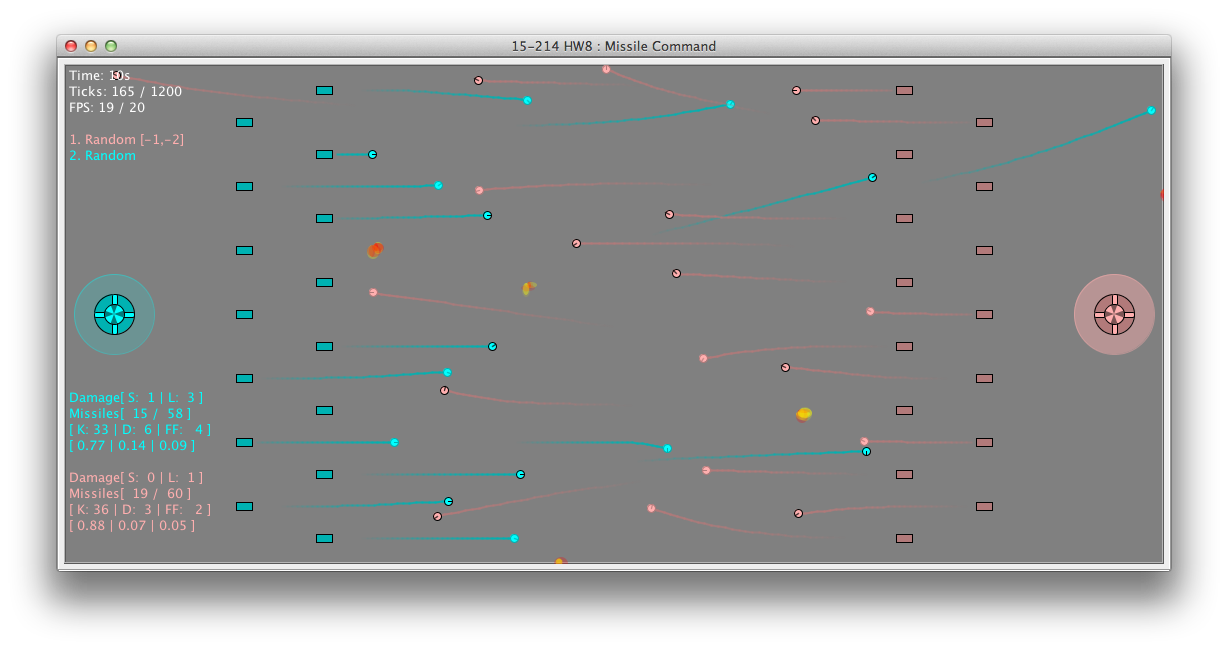 15-214 HW8 : Missile Command
Time: 10s
Ticks: 165 / 1200
FPS: 19 / 20
1. Random [-1,-2]
2. Random
Damage[ S: 1 | L: 3 ]
Missiles[ 15 / 58 ]
[ K: 33 | D: 6 | FF: 4 ]
[ 0.77 | 0.14 | 0.09 ]
Damage[ S: 0 | L: 1 ]
Missiles[ 19 / 60 ]
[ K: 36 | D: 3 | FF: 2 ]
[ 0.88 | 0.07 | 0.05 ]